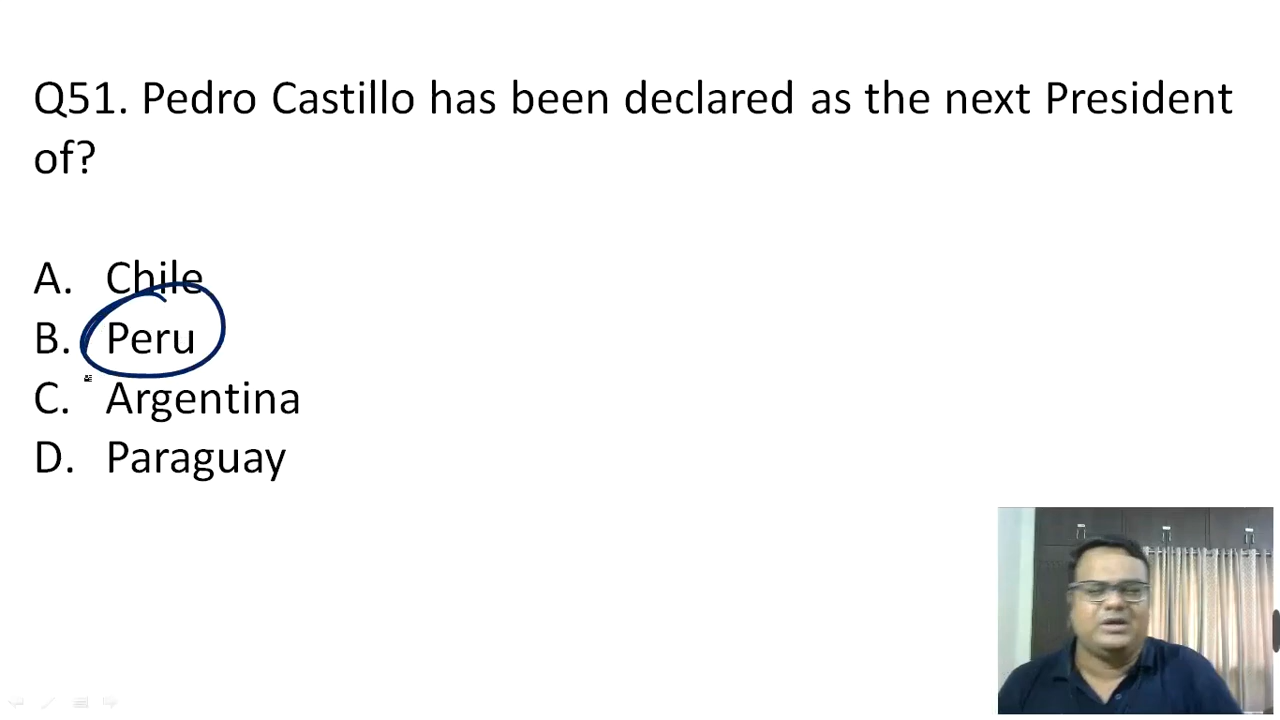 Q51. Pedro Castillo has been declared as the next President
of?
A. Chile
B. Peru
C. Argentina
D. Paraguay